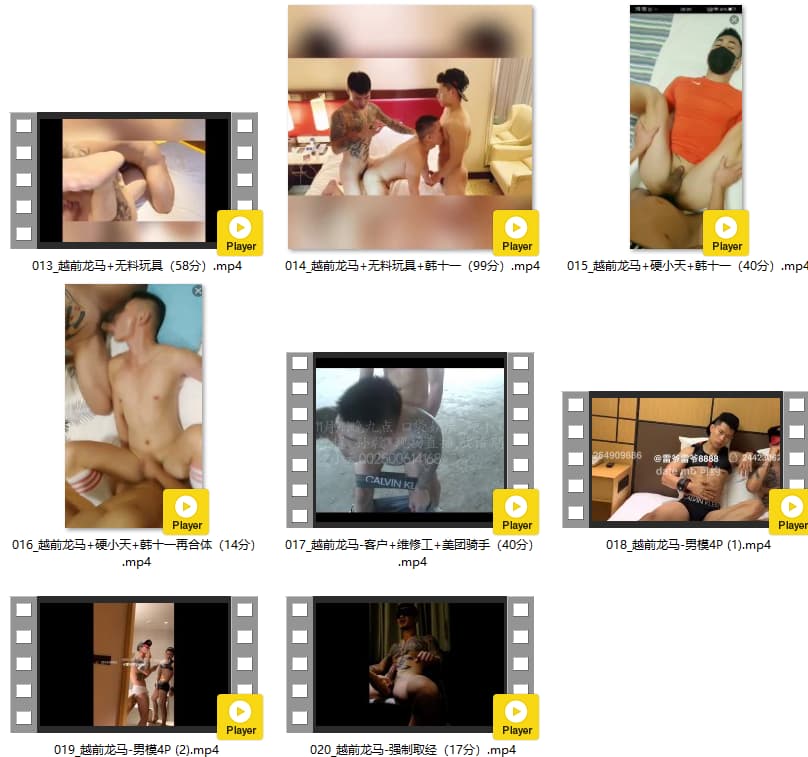 Player
013_越前龙马+无料玩具（58分）.mp4
Player
014_越前龙马+无料玩具+韩十一（99分）.mp4
Player
015_越前龙马+硬小天+韩十一（40分）.mp4
Player
016_越前龙马+硬小天+韩十一再合体（14分）
.mp4
CALVIN KL
Player
017_越前龙马-客户+维修工+美团骑手（40分）
.mp4
@雷爷雷爷8888
Player
018_越前龙马-男模4P (1).mp4
Player
019_越前龙马-男模4P (2).mp4
Player
020_越前龙马-强制取经（17分）.mp4